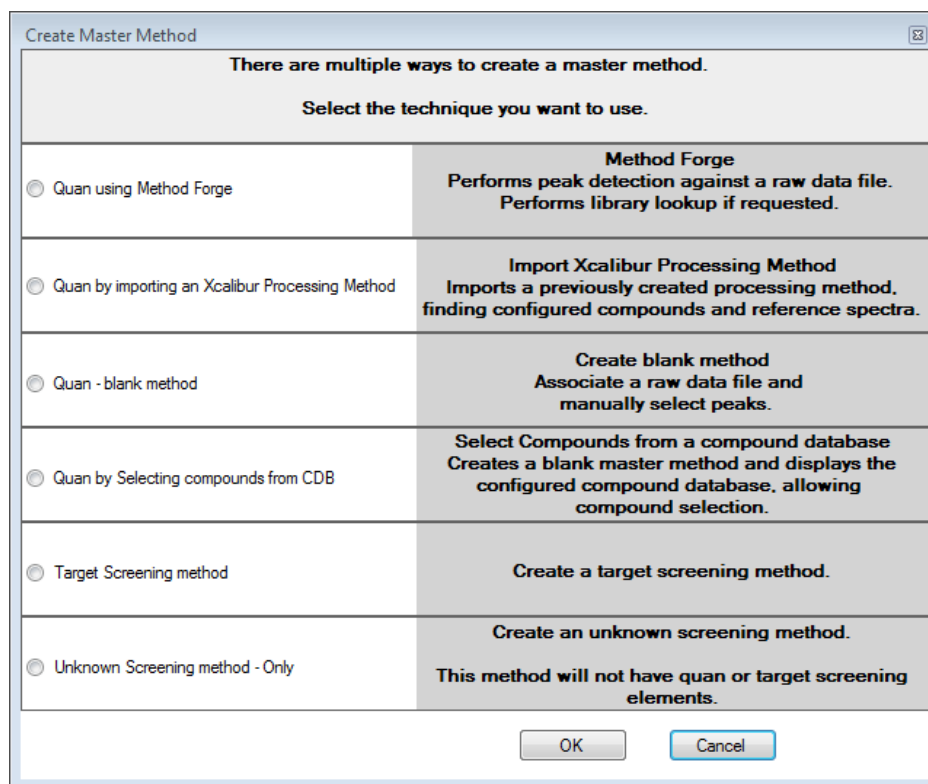 Create Master Method
There are multiple ways to create a master method.
Select the technique you want to use.
Quan using Method Forge
Method Forge
Performs peak detection against a raw data file.
Performs library lookup if requested.
Quan by importing an Xcalibur Processing Method
Import Xcalibur Processing Method
Imports a previously created processing method,
finding configured compounds and reference spectra.
Quan - blank method
Create blank method
Associate a raw data file and
manually select peaks.
Quan by Selecting compounds from CDB
Select Compounds from a compound database
Creates a blank master method and displays the
configured compound database, allowing
compound selection.
Target Screening method
Create a target screening method.
Unknown Screening method - Only
Create an unknown screening method.
This method will not have quan or target screening
elements.
OK
Cancel